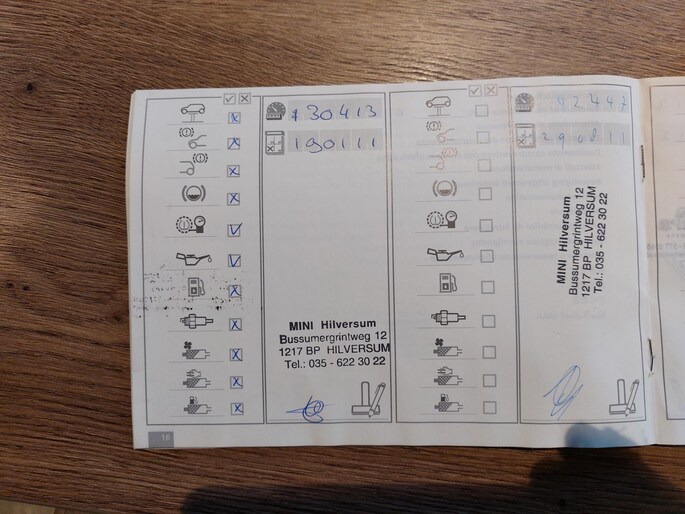 30413
190111
MINI Hilversum
Bussumergrintweg 12
1217 BP HILVERSUM
Tel.: 035 - 622 30 22
42447
290811
MINI Hilversum
Bussumergrintweg 12
1217 BP HILVERSUM
Tel.: 035 - 622 30 22
16